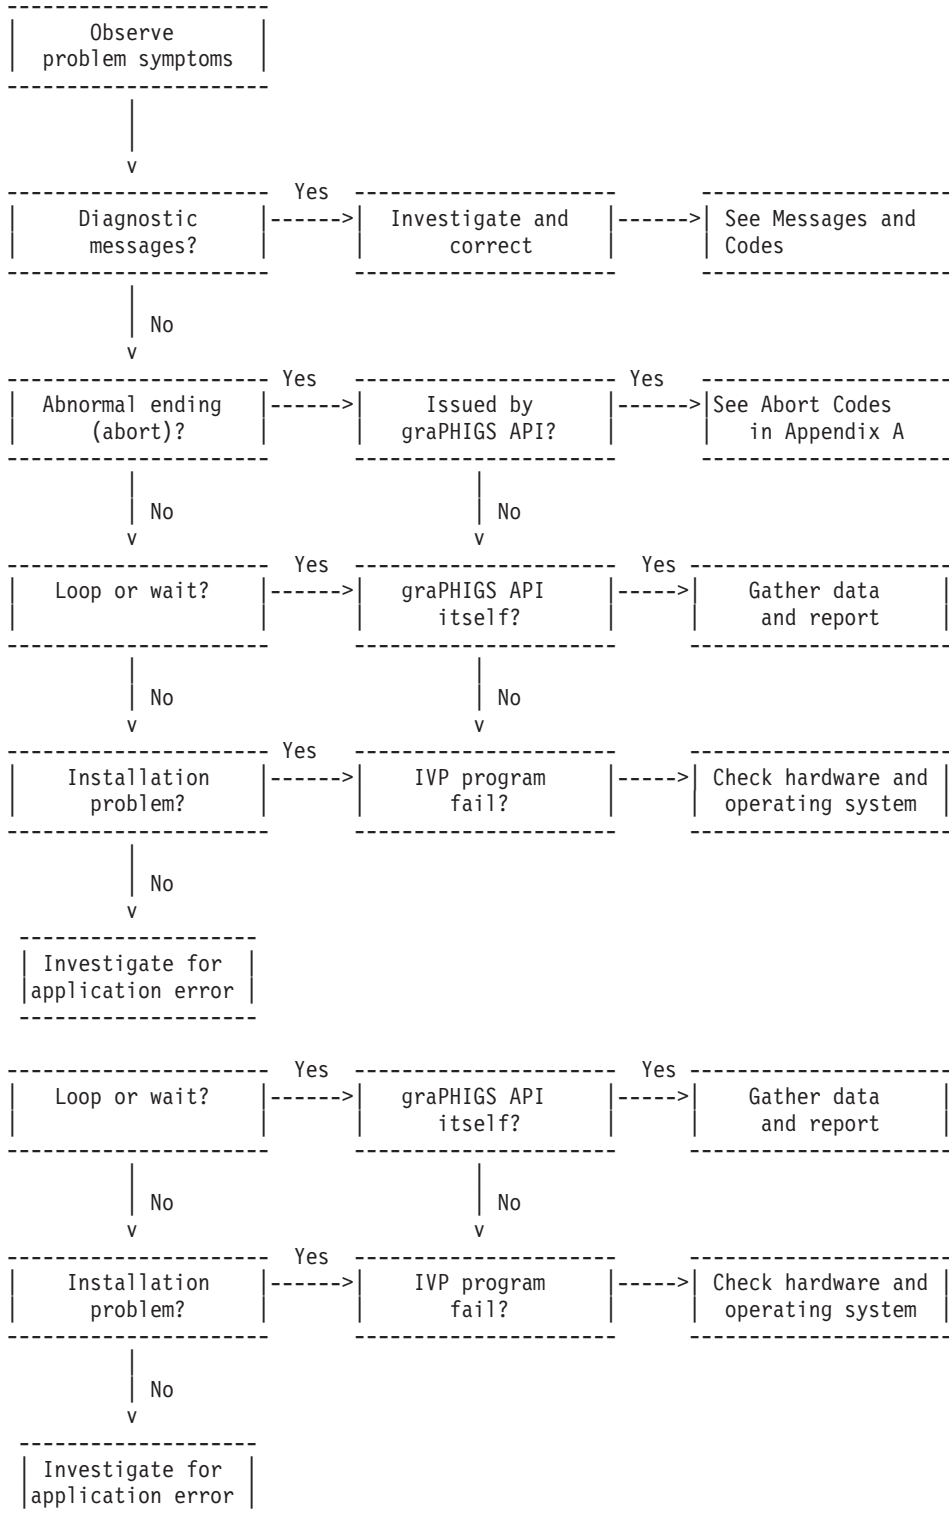 Observe
problem symptoms
Yes
Diagnostic
messages?
Investigate and
correct
See Messages and
Codes
No
Yes
Yes
Abnormal ending
(abort)?
Issued by
graPHIGS API?
See Abort Codes
in Appendix A
No
No
Yes
Yes
Loop or wait?
graPHIGS API
itself?
Gather data
and report
No
No
Yes
Installation
problem?
IVP program
fail?
Check hardware and
operating system
No
Investigate for
application error
Yes
Yes
Loop or wait?
graPHIGS API
itself?
Gather data
and report
No
No
Yes
Installation
problem?
IVP program
fail?
Check hardware and
operating system
No
Investigate for
application error